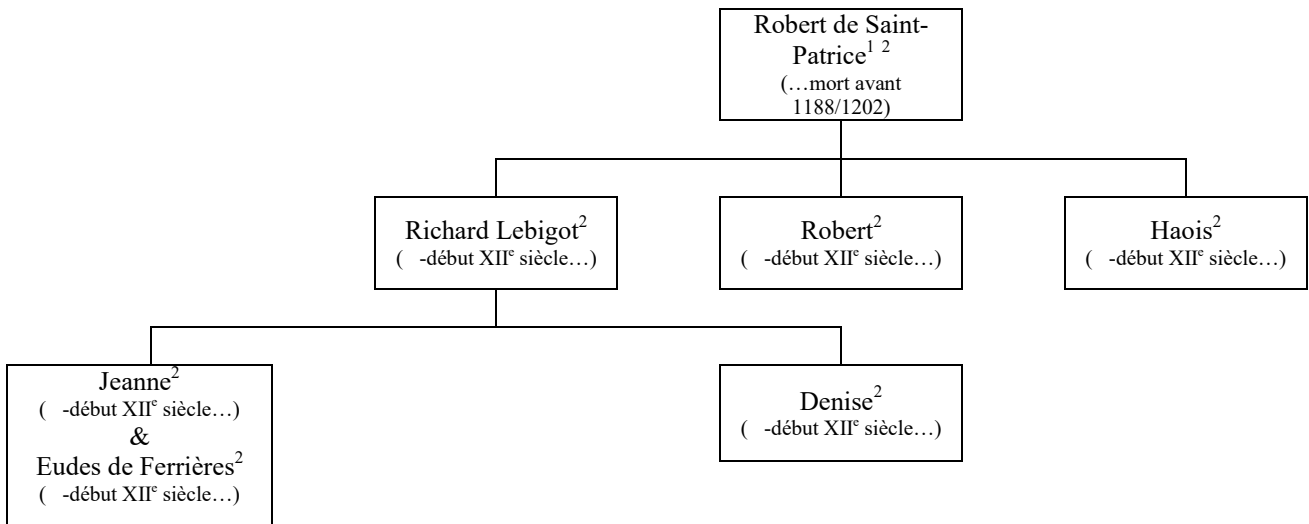 Robert de Saint-
Patrice¹ ²
(…mort avant
1188/1202)
Richard Lebigot²
( -début XIIᵉ siècle…)
Robert²
( -début XIIᵉ siècle…)
Haois²
( -début XIIᵉ siècle…)
Jeanne²
( -début XIIᵉ siècle…)
&
Eudes de Ferrières²
( -début XIIᵉ siècle…)
Denise²
( -début XIIᵉ siècle…)